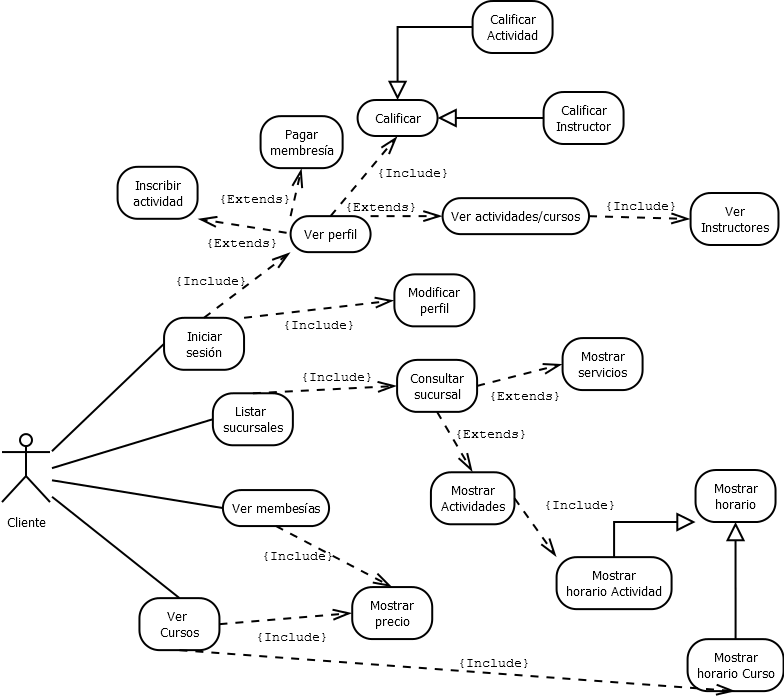 Calificar
Actividad
Calificar
Calificar
Instructor
Pagar
membresía
{Include}
Inscribir
actividad
{Extends}
{Extends}
Ver actividades/cursos
{Include}
Ver
Instructores
Ver perfil
{Extends}
{Include}
Modificar
perfil
{Include}
Iniciar
sesión
Mostrar
servicios
{Include}
Consultar
sucursal
{Extends}
Listar
sucursales
{Extends}
Mostrar
Actividades
Mostrar
horario
{Include}
Ver membesías
Cliente
{Include}
Mostrar
horario Actividad
Mostrar
precio
Ver
Cursos
{Include}
{Include}
Mostrar
horario Curso